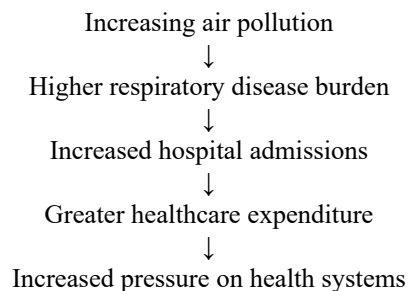 Increasing air pollution
↓
Higher respiratory disease burden
↓
Increased hospital admissions
↓
Greater healthcare expenditure
↓
Increased pressure on health systems